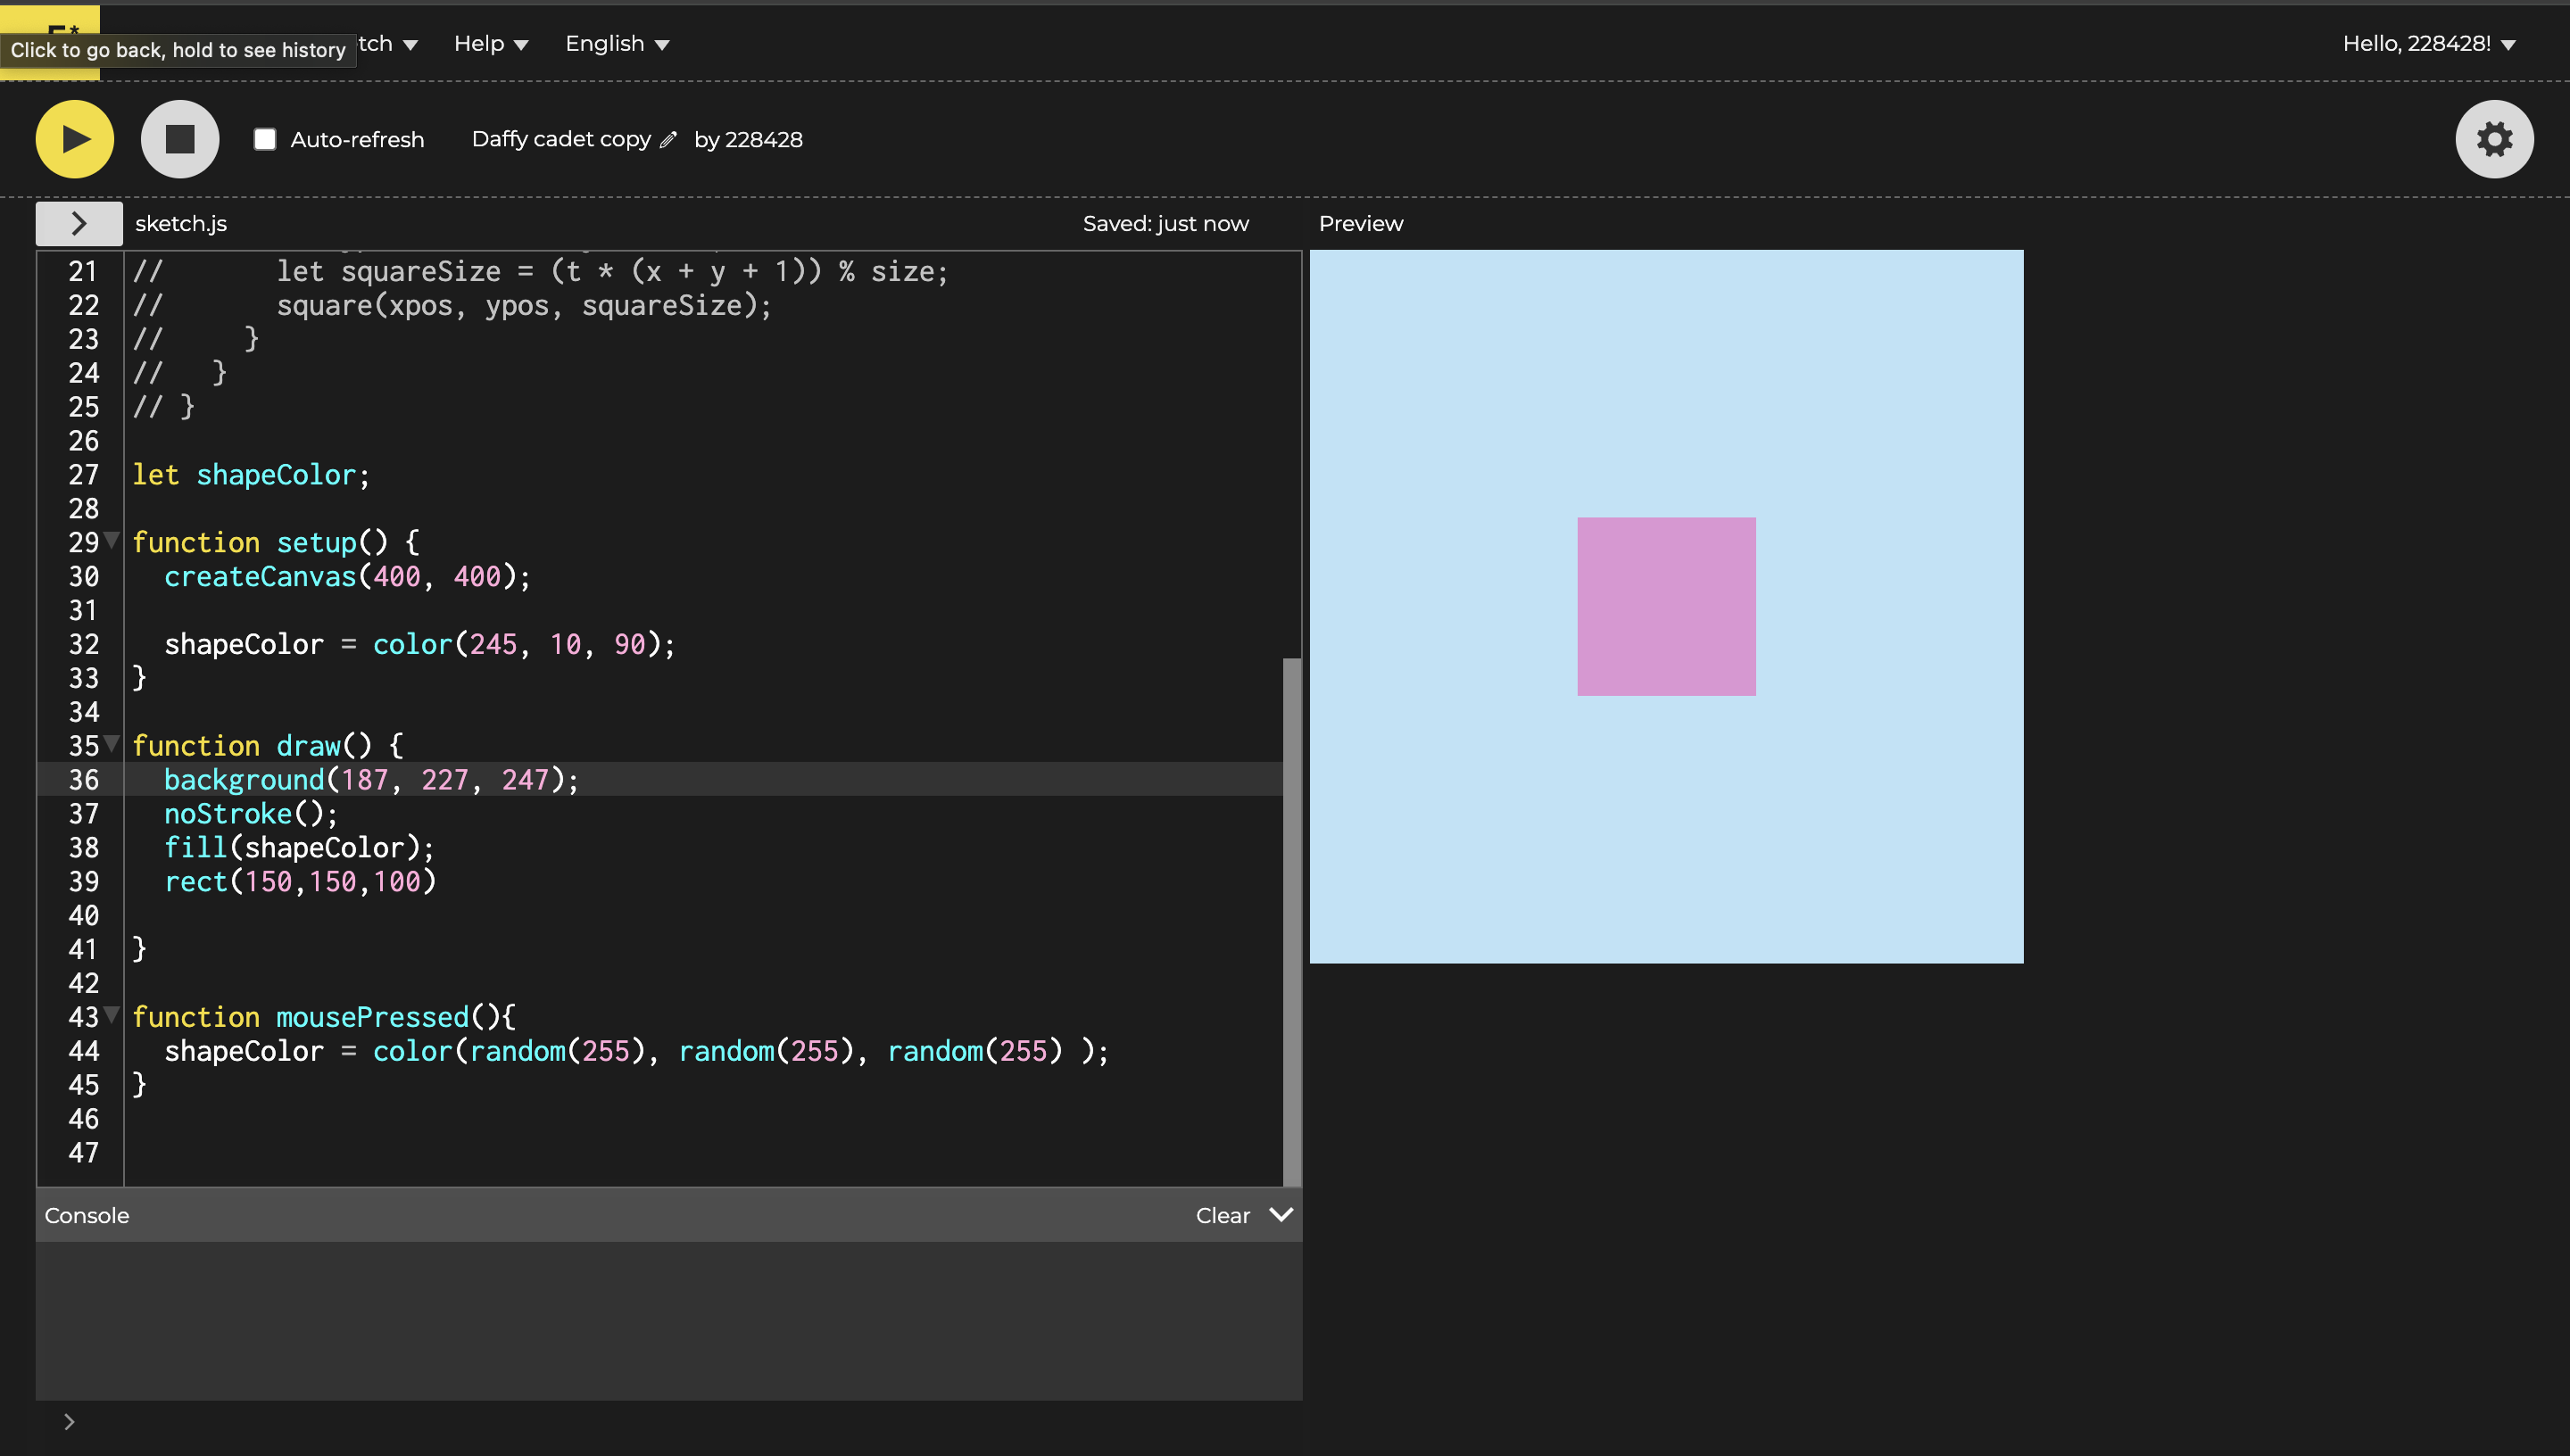 Click to go back, hold to see history
tch Help English Hello, 228428!
Auto-refresh Daffy cadet copy by 228428
sketch.js Saved: just now Preview
21 // let squareSize = (t * (x + y + 1)) % size;
22 // square(xpos, ypos, squareSize);
23 // }
24 // }
25 // }
26
27 let shapeColor;
28
29 function setup() {
30 createCanvas(400, 400);
31
32 shapeColor = color(245, 10, 90);
33 }
34
35 function draw() {
36 background(187, 227, 247);
37 noStroke();
38 fill(shapeColor);
39 rect(150,150,100)
40
41 }
42
43 function mousePressed(){
44 shapeColor = color(random(255), random(255), random(255) );
45 }
46
47
Console Clear
>